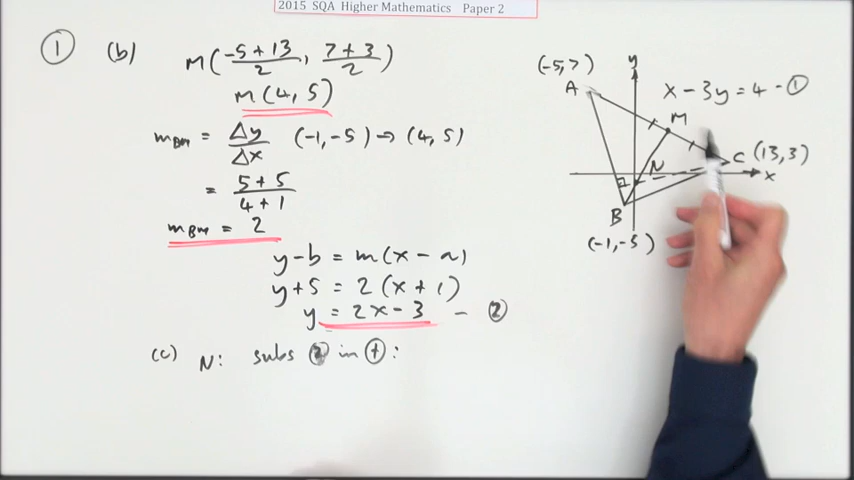 2015 SQA Higher Mathematics Paper 2
① (b) M(-5+13/2, 7+3/2)
M(4,5)
mBM = Δy/Δx (-1,-5) → (4,5)
= 5+5/4+1
mBM = 2
y-b = m(x-a)
y+5 = 2(x+1)
y = 2x-3 - ②
(c) N: subs ② in ①:
(-5,7)
y
A
x-3y=4 -①
M
N
C (13,3)
x
B
(-1,-5)